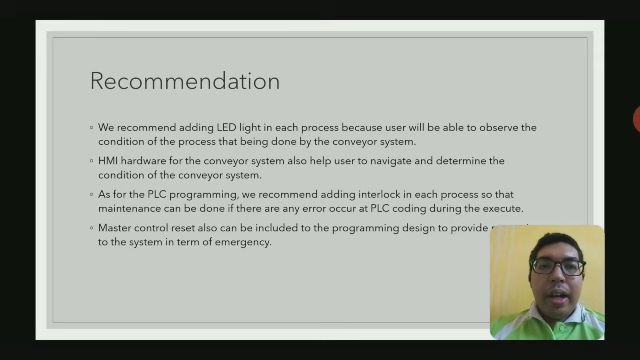 Recommendation
We recommend adding LED light in each process because user will be able to observe the
condition of the process that being done by the conveyor system.
HMI hardware for the conveyor system also help user to navigate and determine the
condition of the conveyor system.
As for the PLC programming, we recommend adding interlock in each process so that
maintenance can be done if there are any error occur at PLC coding during the execute.
Master control reset also can be included to the programming design to provide
to the system in term of emergency.